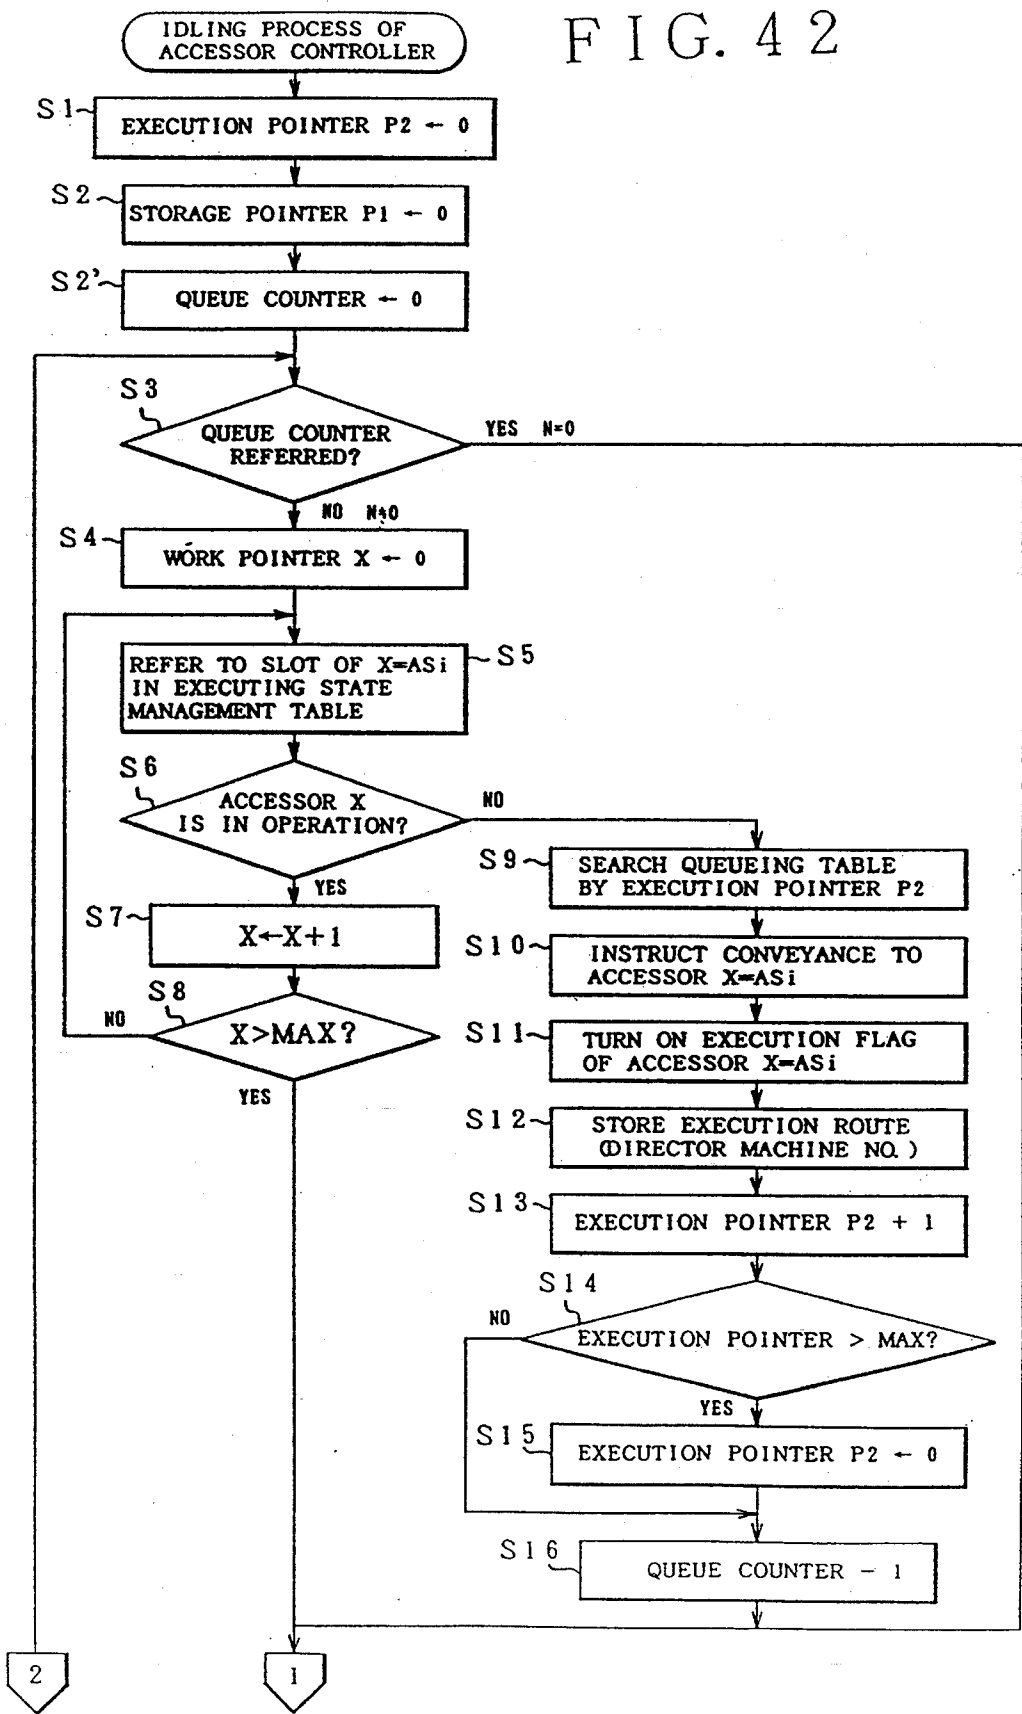 FIG. 42
IDLING PROCESS OF
ACCESSOR CONTROLLER
S1
EXECUTION POINTER P2 ← 0
S2
STORAGE POINTER P1 ← 0
S2'
QUEUE COUNTER ← 0
S3
QUEUE COUNTER
REFERRED?
YES N=0
NO N≠0
S4
WORK POINTER X ← 0
REFER TO SLOT OF X=ASi
IN EXECUTING STATE
MANAGEMENT TABLE
S5
S6
ACCESSOR X
IS IN OPERATION?
NO
YES
S7
X←X+1
S8
X>MAX?
NO
YES
S9
SEARCH QUEUEING TABLE
BY EXECUTION POINTER P2
S10
INSTRUCT CONVEYANCE TO
ACCESSOR X=ASi
S11
TURN ON EXECUTION FLAG
OF ACCESSOR X=ASi
S12
STORE EXECUTION ROUTE
(DIRECTOR MACHINE NO.)
S13
EXECUTION POINTER P2 + 1
S14
NO
EXECUTION POINTER > MAX?
YES
S15
EXECUTION POINTER P2 ← 0
S16
QUEUE COUNTER - 1
2
1